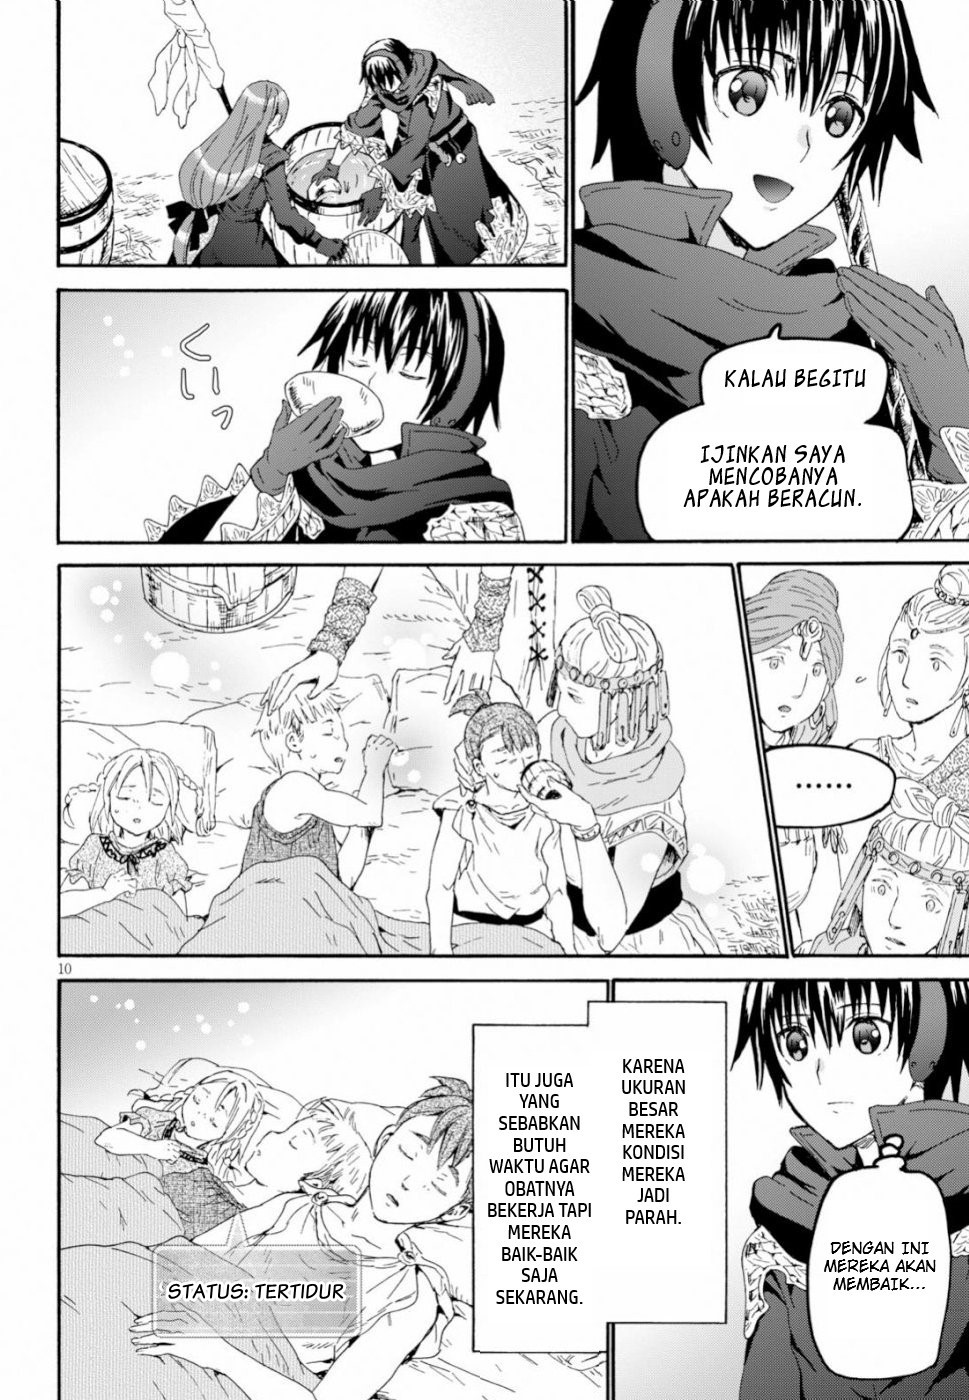 KALAU BEGITU
IJINKAN SAYA
MENCOBANYA
APAKAH BERACUN.
くいっ
......
10
KARENA
UKURAN
BESAR
MEREKA
KONDISI
MEREKA
JADI
PARAH.
ITU JUGA
YANG
SEBABKAN
BUTUH
WAKTU AGAR
OBATNYA
BEKERJA TAPI
MEREKA
BAIK-BAIK
SAJA
SEKARANG.
STATUS: TERTIDUR
DENGAN INI
MEREKA AKAN
MEMBAIK...